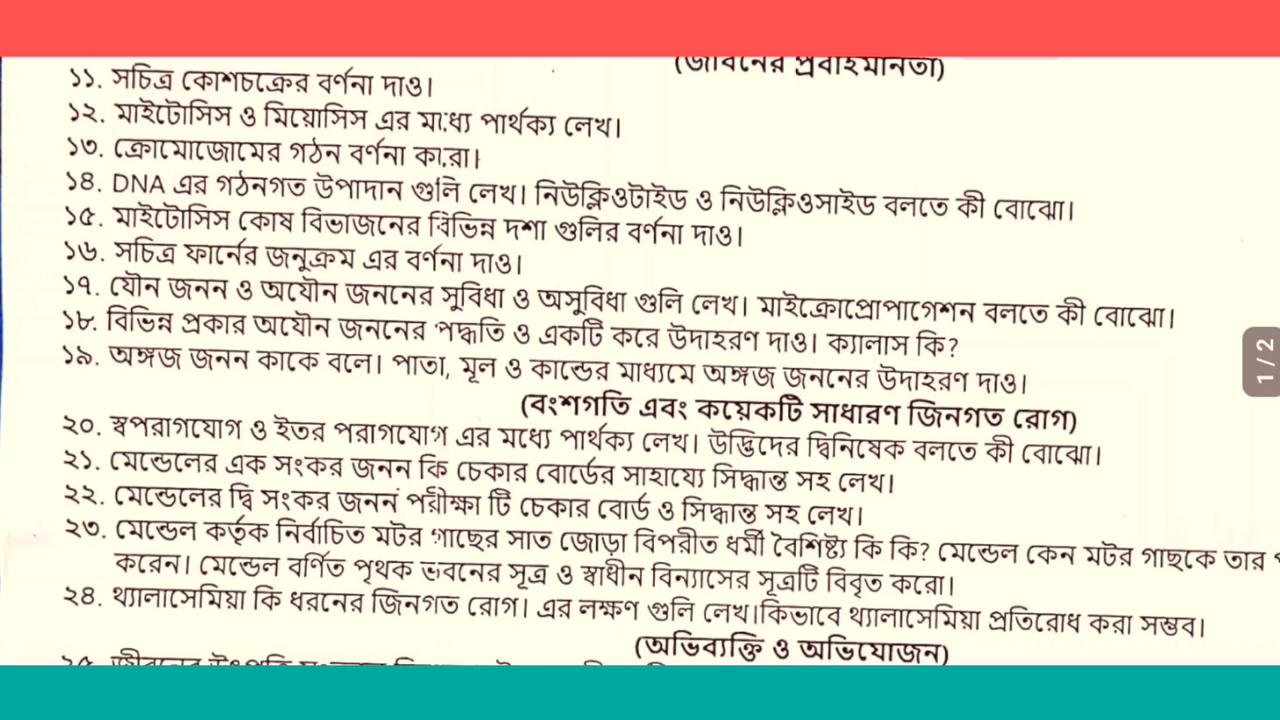 (জীবনের প্রবাহমানতা)
১১. সচিত্র কোশচক্রের বর্ণনা দাও।
১২. মাইটোসিস ও মিয়োসিস এর মধ্যে পার্থক্য লেখ।
১৩. ক্রোমোজোমের গঠন বর্ণনা করো।
১৪. DNA এর গঠনগত উপাদান গুলি লেখ। নিউক্লিওটাইড ও নিউক্লিওসাইড বলতে কী বোঝো।
১৫. মাইটোসিস কোষ বিভাজনের বিভিন্ন দশা গুলির বর্ণনা দাও।
১৬. সচিত্র ফার্নের জনুক্রম এর বর্ণনা দাও।
১৭. যৌন জনন ও অযৌন জননের সুবিধা ও অসুবিধা গুলি লেখ। মাইক্রোপ্রোপাগেশন বলতে কী বোঝো।
১৮. বিভিন্ন প্রকার অযৌন জননের পদ্ধতি ও একটি করে উদাহরণ দাও। ক্যালাস কি?
১৯. অঙ্গজ জনন কাকে বলে। পাতা, মূল ও কান্ডের মাধ্যমে অঙ্গজ জননের উদাহরণ দাও।
(বংশগতি এবং কয়েকটি সাধারণ জিনগত রোগ)
২০. স্বপরাগযোগ ও ইতর পরাগযোগ এর মধ্যে পার্থক্য লেখ। উদ্ভিদের দ্বিনিষেক বলতে কী বোঝো।
২১. মেন্ডেলের এক সংকর জনন কি চেকার বোর্ডের সাহায্যে সিদ্ধান্ত সহ লেখ।
২২. মেন্ডেলের দ্বি সংকর জনন পরীক্ষা টি চেকার বোর্ড ও সিদ্ধান্ত সহ লেখ।
২৩. মেন্ডেল কর্তৃক নির্বাচিত মটর গাছের সাত জোড়া বিপরীত ধর্মী বৈশিষ্ট্য কি কি? মেন্ডেল কেন মটর গাছকে তার
করেন। মেন্ডেল বর্ণিত পৃথক ভবনের সূত্র ও স্বাধীন বিন্যাসের সূত্রটি বিবৃত করো।
২৪. থ্যালাসেমিয়া কি ধরনের জিনগত রোগ। এর লক্ষণ গুলি লেখ।কিভাবে থ্যালাসেমিয়া প্রতিরোধ করা সম্ভব।
(অভিব্যক্তি ও অভিযোজন)
২৫. জীবনের উৎপত্তি
1/2